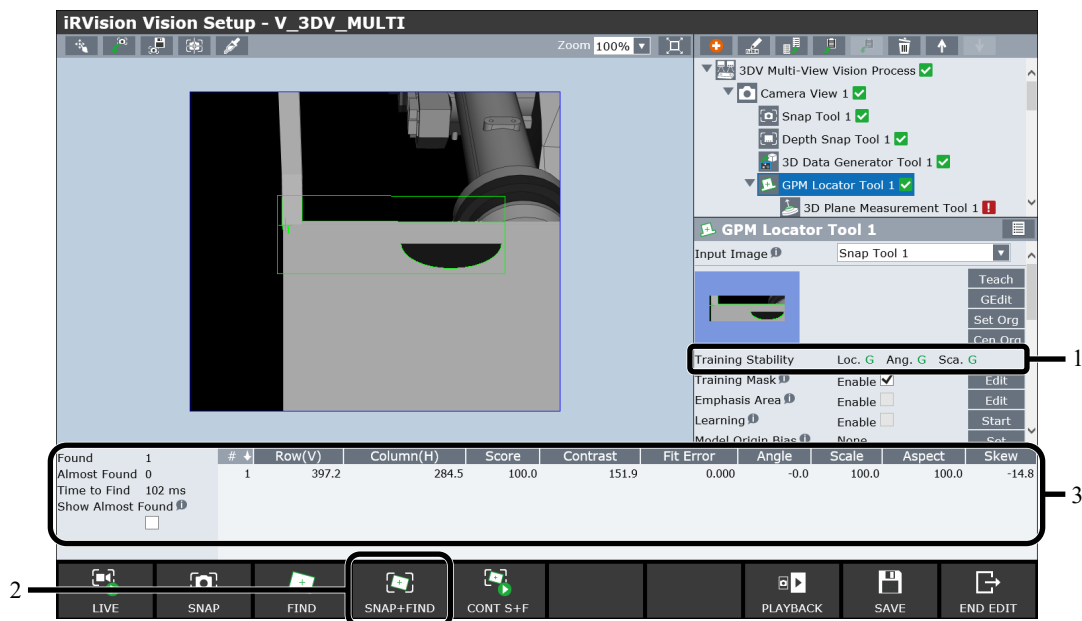 iRVision Vision Setup - V_3DV_MULTI
Zoom 100%
3DV Multi-View Vision Process
Camera View 1
Snap Tool 1
Depth Snap Tool 1
3D Data Generator Tool 1
GPM Locator Tool 1
3D Plane Measurement Tool 1
GPM Locator Tool 1
Input Image Snap Tool 1
Teach
GEdit
Set Org
Cen Org
Training Stability Loc. G Ang. G Sca. G
1
Training Mask Enable Edit
Emphasis Area Enable Edit
Learning Enable Start
Model Origin Bias None Set
Found 1 # Row(V) Column(H) Score Contrast Fit Error Angle Scale Aspect Skew
Almost Found 0 1 397.2 284.5 100.0 151.9 0.000 -0.0 100.0 100.0 -14.8
Time to Find 102 ms
Show Almost Found
3
2
LIVE SNAP FIND SNAP+FIND CONT S+F PLAYBACK SAVE END EDIT